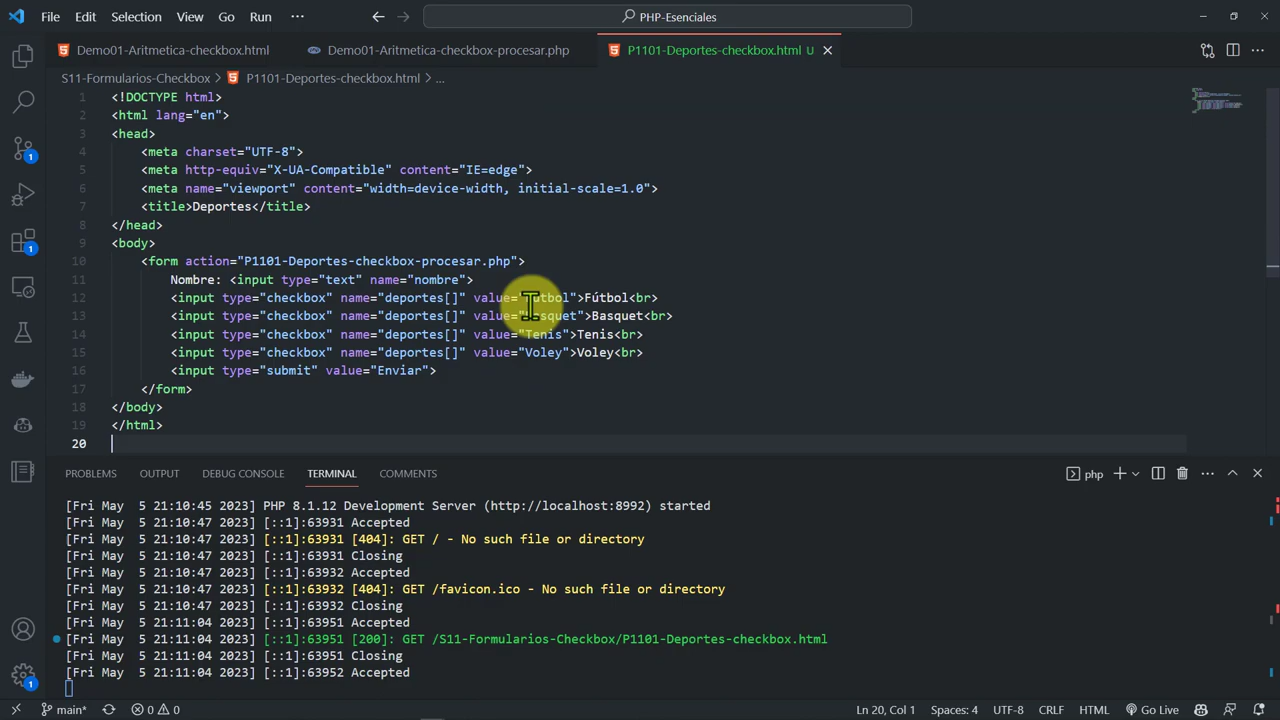 File Edit Selection View Go Run ··· PHP-Esenciales
Demo01-Aritmetica-checkbox.html Demo01-Aritmetica-checkbox-procesar.php P1101-Deportes-checkbox.html U
S11-Formularios-Checkbox > P1101-Deportes-checkbox.html > ...
1 <!DOCTYPE html>
2 <html lang="en">
3 <head>
4 <meta charset="UTF-8">
5 <meta http-equiv="X-UA-Compatible" content="IE=edge">
6 <meta name="viewport" content="width=device-width, initial-scale=1.0">
7 <title>Deportes</title>
8 </head>
9 <body>
10 <form action="P1101-Deportes-checkbox-procesar.php">
11 Nombre: <input type="text" name="nombre">
12 <input type="checkbox" name="deportes[]" value=">Fútbol<br>
13 <input type="checkbox" name="deportes[]" value=">Basquet<br>
14 <input type="checkbox" name="deportes[]" value="Tenis">Tenis<br>
15 <input type="checkbox" name="deportes[]" value="Voley">Voley<br>
16 <input type="submit" value="Enviar">
17 </form>
18 </body>
19 </html>
20
PROBLEMS OUTPUT DEBUG CONSOLE TERMINAL COMMENTS php
[Fri May  5 21:10:45 2023] PHP 8.1.12 Development Server (http://localhost:8992) started
[Fri May  5 21:10:47 2023] [::1]:63931 Accepted
[Fri May  5 21:10:47 2023] [::1]:63931 [404]: GET / - No such file or directory
[Fri May  5 21:10:47 2023] [::1]:63931 Closing
[Fri May  5 21:10:47 2023] [::1]:63932 Accepted
[Fri May  5 21:10:47 2023] [::1]:63932 [404]: GET /favicon.ico - No such file or directory
[Fri May  5 21:10:47 2023] [::1]:63932 Closing
[Fri May  5 21:11:04 2023] [::1]:63951 Accepted
[Fri May  5 21:11:04 2023] [::1]:63951 [200]: GET /S11-Formularios-Checkbox/P1101-Deportes-checkbox.html
[Fri May  5 21:11:04 2023] [::1]:63951 Closing
[Fri May  5 21:11:04 2023] [::1]:63952 Accepted
main* 0 0 Ln 20, Col 1 Spaces: 4 UTF-8 CRLF HTML Go Live